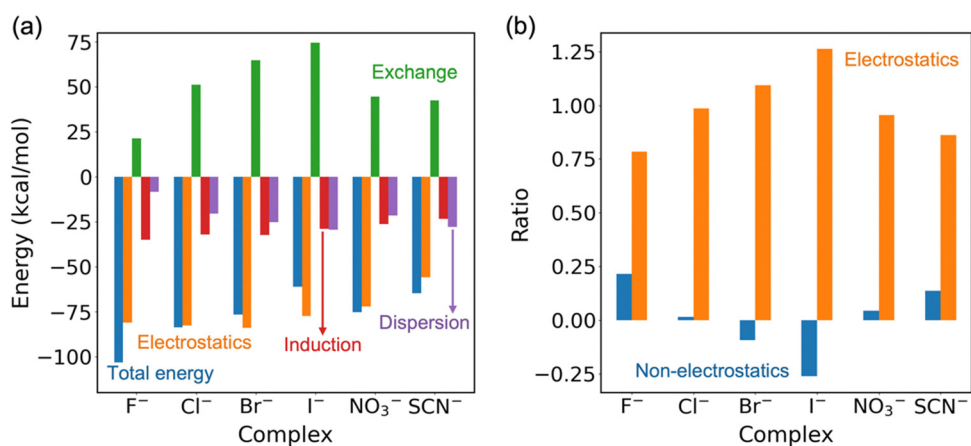 (a)
Energy (kcal/mol)
75
50
25
0
−25
−50
−75
−100
Exchange
Electrostatics
Induction
Dispersion
Total energy
F⁻ Cl⁻ Br⁻ I⁻ NO₃⁻ SCN⁻
Complex
(b)
Ratio
1.25
1.00
0.75
0.50
0.25
0.00
−0.25
Electrostatics
Non-electrostatics
F⁻ Cl⁻ Br⁻ I⁻ NO₃⁻ SCN⁻
Complex